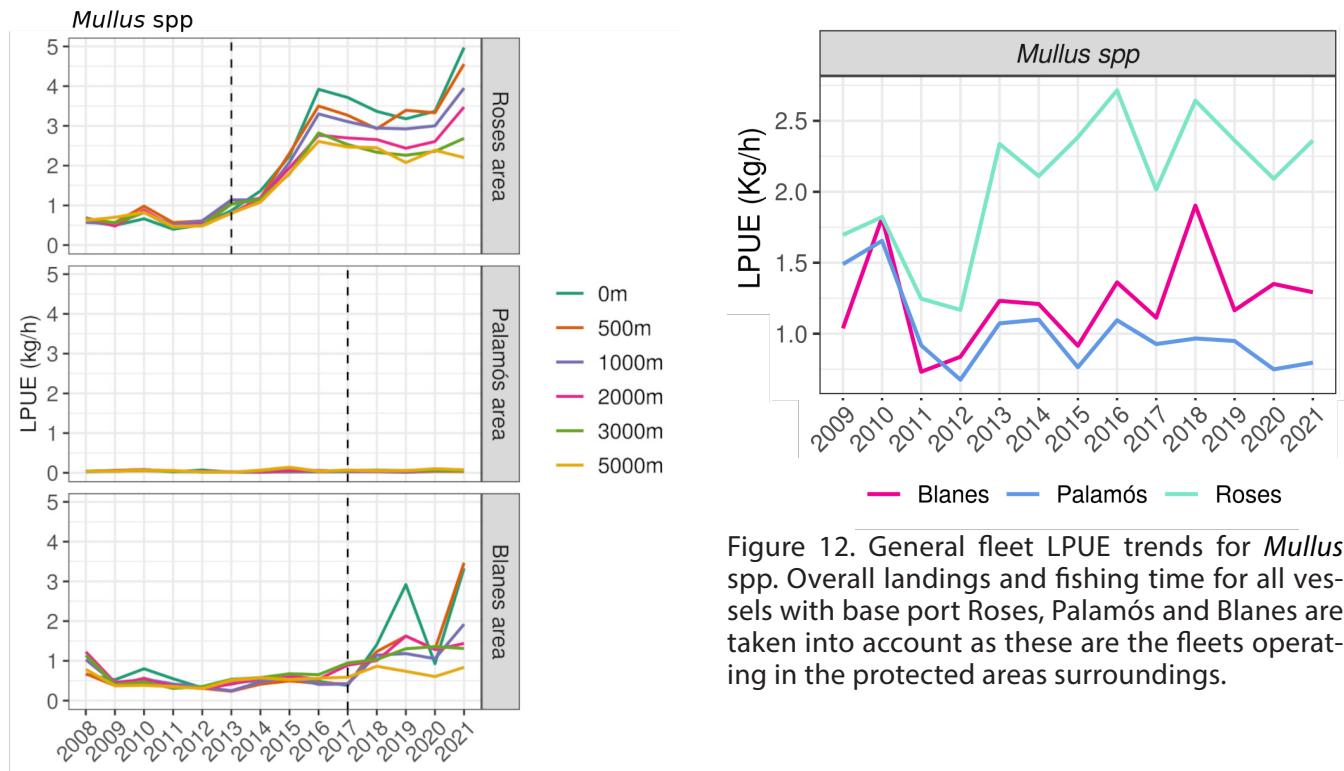 Mullus spp
LPUE (kg/h)
5
4
3
2
1
0
Roses area
5
4
3
2
1
0
Palamós area
5
4
3
2
1
0
Blanes area
2008
2009
2010
2011
2012
2013
2014
2015
2016
2017
2018
2019
2020
2021
0m
500m
1000m
2000m
3000m
5000m
Mullus spp
LPUE (Kg/h)
2.5
2.0
1.5
1.0
2009
2010
2011
2012
2013
2014
2015
2016
2017
2018
2019
2020
2021
Blanes Palamós Roses
Figure 12. General fleet LPUE trends for Mullus
spp. Overall landings and fishing time for all ves-
sels with base port Roses, Palamós and Blanes are
taken into account as these are the fleets operat-
ing in the protected areas surroundings.